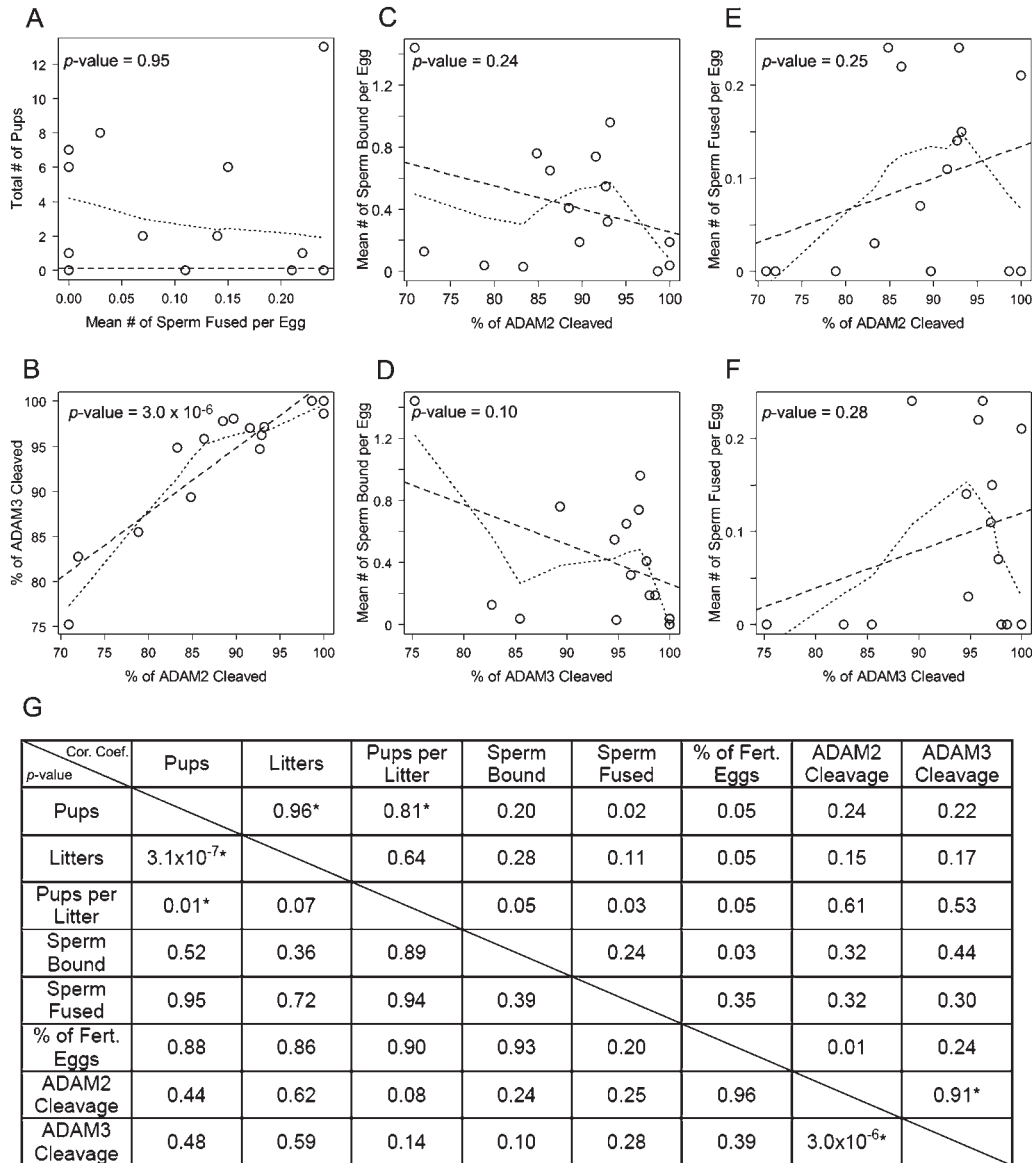 A
p-value = 0.95
Total # of Pups
12
10
8
6
4
2
0
0.00 0.05 0.10 0.15 0.20
Mean # of Sperm Fused per Egg
C
p-value = 0.24
Mean # of Sperm Bound per Egg
1.4
1
0.8
0.4
0
70 75 80 85 90 95 100
% of ADAM2 Cleaved
E
p-value = 0.25
Mean # of Sperm Fused per Egg
0.2
0.1
0
70 75 80 85 90 95 100
% of ADAM2 Cleaved
B
p-value = 3.0 x 10-6
% of ADAM3 Cleaved
100
95
90
85
80
75
70 75 80 85 90 95 100
% of ADAM2 Cleaved
D
p-value = 0.10
Mean # of Sperm Bound per Egg
1.2
0.8
0.4
0
75 80 85 90 95 100
% of ADAM3 Cleaved
F
p-value = 0.28
Mean # of Sperm Fused per Egg
0.2
0.1
0
75 80 85 90 95 100
% of ADAM3 Cleaved
G
Cor. Coef. p-value Pups Litters Pups per Litter Sperm Bound Sperm Fused % of Fert. Eggs ADAM2 Cleavage ADAM3 Cleavage
Pups 0.96* 0.81* 0.20 0.02 0.05 0.24 0.22
Litters 3.1x10-7* 0.64 0.28 0.11 0.05 0.15 0.17
Pups per Litter 0.01* 0.07 0.05 0.03 0.05 0.61 0.53
Sperm Bound 0.52 0.36 0.89 0.24 0.03 0.32 0.44
Sperm Fused 0.95 0.72 0.94 0.39 0.35 0.32 0.30
% of Fert. Eggs 0.88 0.86 0.90 0.93 0.20 0.01 0.24
ADAM2 Cleavage 0.44 0.62 0.08 0.24 0.25 0.96 0.91*
ADAM3 Cleavage 0.48 0.59 0.14 0.10 0.28 0.39 3.0x10-6*